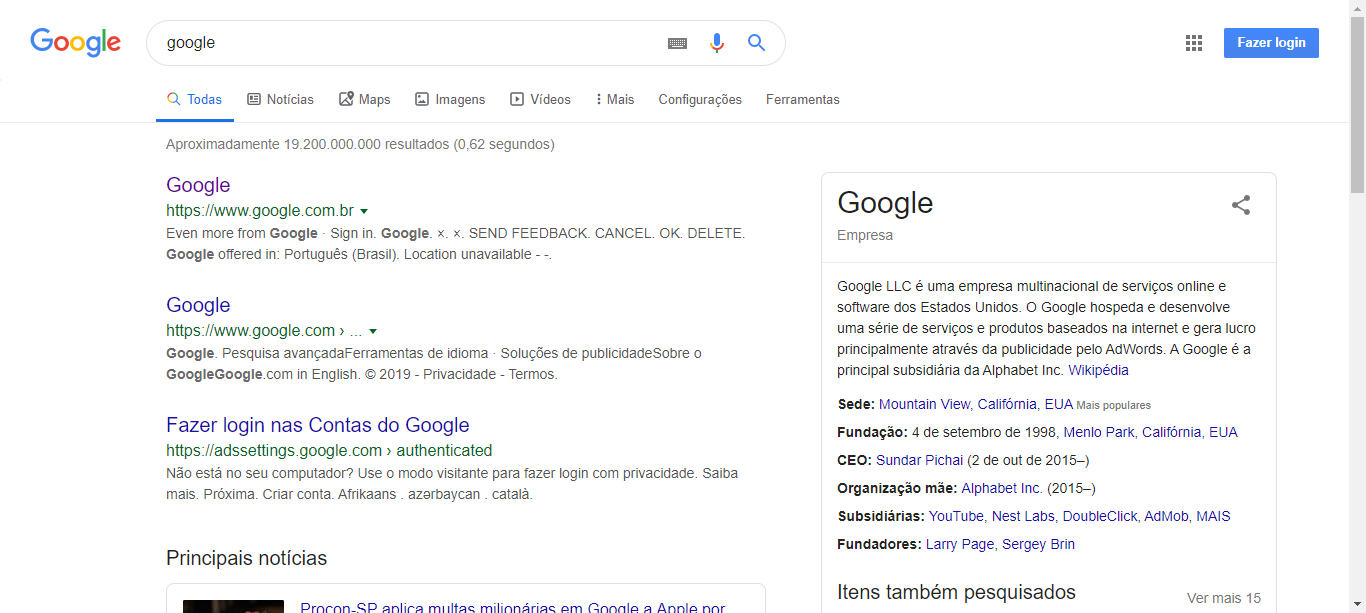 Google
google
Fazer login
Todas
Notícias
Maps
Imagens
Vídeos
Mais
Configurações
Ferramentas
Aproximadamente 19.200.000.000 resultados (0,62 segundos)
Google
https://www.google.com.br
Even more from Google · Sign in. Google. ×. ×. SEND FEEDBACK. CANCEL. OK. DELETE.
Google offered in: Português (Brasil). Location unavailable - -.
Google
https://www.google.com › ...
Google. Pesquisa avançadaFerramentas de idioma · Soluções de publicidadeSobre o
GoogleGoogle.com in English. © 2019 - Privacidade - Termos.
Fazer login nas Contas do Google
https://adssettings.google.com › authenticated
Não está no seu computador? Use o modo visitante para fazer login com privacidade. Saiba
mais. Próxima. Criar conta. Afrikaans . azərbaycan . català.
Principais notícias
Procon-SP aplica multas milionárias em Google a Apple por
Google
Empresa
Google LLC é uma empresa multinacional de serviços online e
software dos Estados Unidos. O Google hospeda e desenvolve
uma série de serviços e produtos baseados na internet e gera lucro
principalmente através da publicidade pelo AdWords. A Google é a
principal subsidiária da Alphabet Inc. Wikipédia
Sede: Mountain View, Califórnia, EUA Mais populares
Fundação: 4 de setembro de 1998, Menlo Park, Califórnia, EUA
CEO: Sundar Pichai (2 de out de 2015–)
Organização mãe: Alphabet Inc. (2015–)
Subsidiárias: YouTube, Nest Labs, DoubleClick, AdMob, MAIS
Fundadores: Larry Page, Sergey Brin
Itens também pesquisados
Ver mais 15